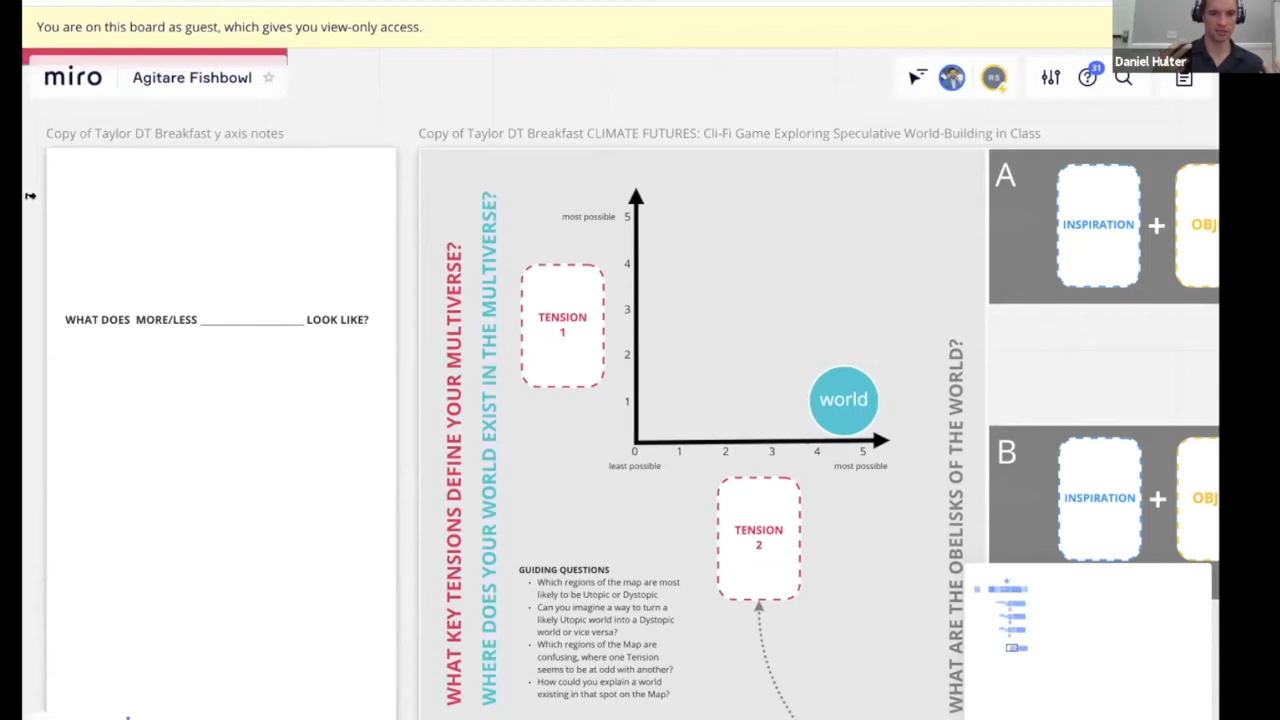 You are on this board as guest, which gives you view-only access.
Daniel Hulter
miro
Agitare Fishbowl
RS
31
Copy of Taylor DT Breakfast y axis notes
Copy of Taylor DT Breakfast CLIMATE FUTURES: Cli-Fi Game Exploring Speculative World-Building in Class
WHAT DOES MORE/LESS _________________ LOOK LIKE?
WHAT KEY TENSIONS DEFINE YOUR MULTIVERSE?
WHERE DOES YOUR WORLD EXIST IN THE MULTIVERSE?
most possible 5
4
3
2
1
TENSION
1
world
0 1 2 3 4 5
least possible
most possible
TENSION
2
GUIDING QUESTIONS
• Which regions of the map are most
likely to be Utopic or Dystopic
• Can you imagine a way to turn a
likely Utopic world into a Dystopic
world or vice versa?
• Which regions of the Map are
confusing, where one Tension
seems to be at odd with another?
• How could you explain a world
existing in that spot on the Map?
WHAT ARE THE OBELISKS OF THE WORLD?
A
INSPIRATION
+
OBJ
B
INSPIRATION
+
OBJ